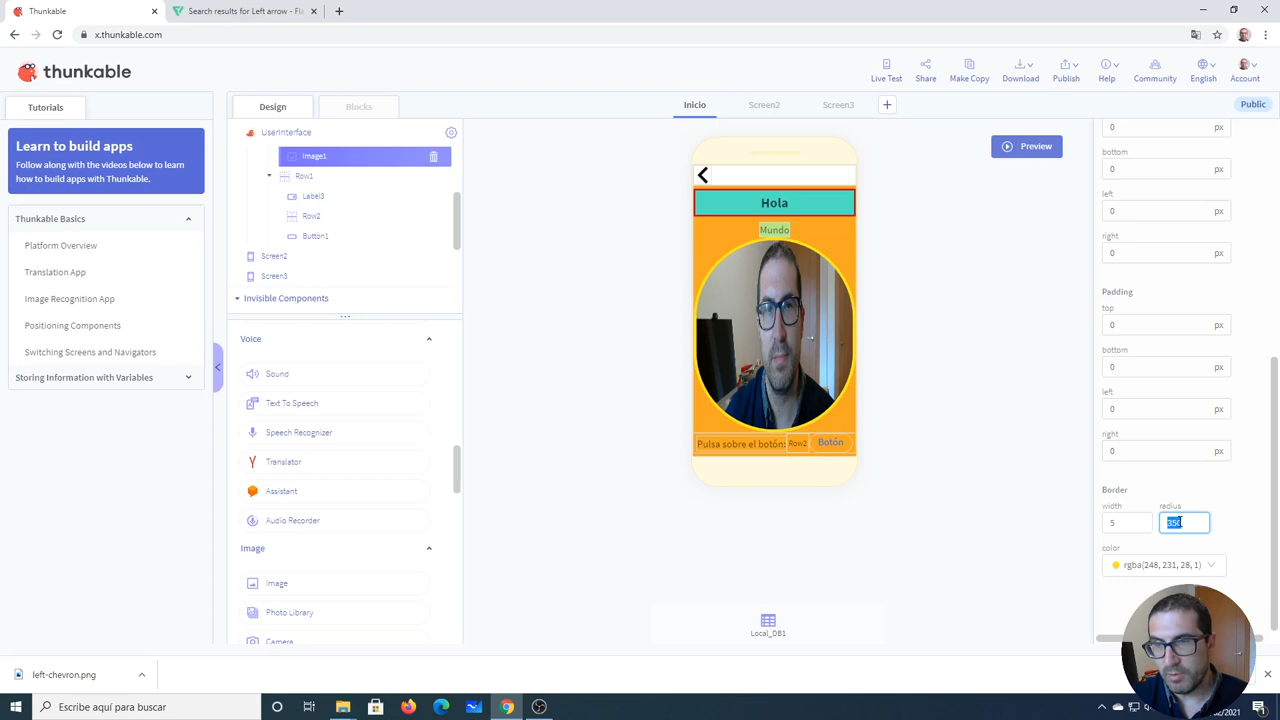 Thunkable
Search results for Left arrow - Fl
x.thunkable.com
thunkable
Live Test
Share
Make Copy
Download
Publish
Help
Community
English
Account
Tutorials
Design
Blocks
Inicio
Screen2
Screen3
Public
Learn to build apps
Follow along with the videos below to learn
how to build apps with Thunkable.
Thunkable Basics
Platform Overview
Translation App
Image Recognition App
Positioning Components
Switching Screens and Navigators
Storing Information with Variables
UserInterface
Image1
Row1
Label3
Row2
Button1
Screen2
Screen3
Invisible Components
Voice
Sound
Text To Speech
Speech Recognizer
Translator
Assistant
Audio Recorder
Image
Image
Photo Library
Camera
Preview
Hola
Mundo
Pulsa sobre el botón:
Row2
Botón
Local_DB1
0 px
bottom
0 px
left
0 px
right
0 px
Padding
top
0 px
bottom
0 px
left
0 px
right
0 px
Border
width
radius
5
350
color
rgba(248, 231, 28, 1)
left-chevron.png
Escribe aquí para buscar